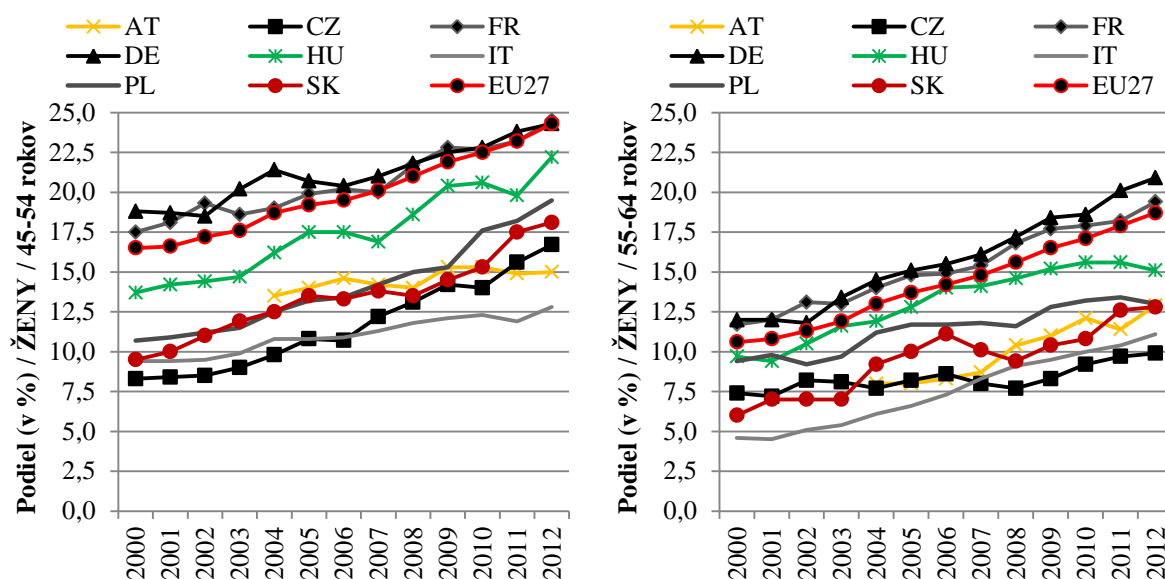 AT CZ FR
DE HU IT
PL SK EU27
Podiel (v %) / ŽENY / 45-54 rokov
25,0
22,5
20,0
17,5
15,0
12,5
10,0
7,5
5,0
2,5
0,0
2000 2001 2002 2003 2004 2005 2006 2007 2008 2009 2010 2011 2012
AT CZ FR
DE HU IT
PL SK EU27
Podiel (v %) / ŽENY / 55-64 rokov
25,0
22,5
20,0
17,5
15,0
12,5
10,0
7,5
5,0
2,5
0,0
2000 2001 2002 2003 2004 2005 2006 2007 2008 2009 2010 2011 2012